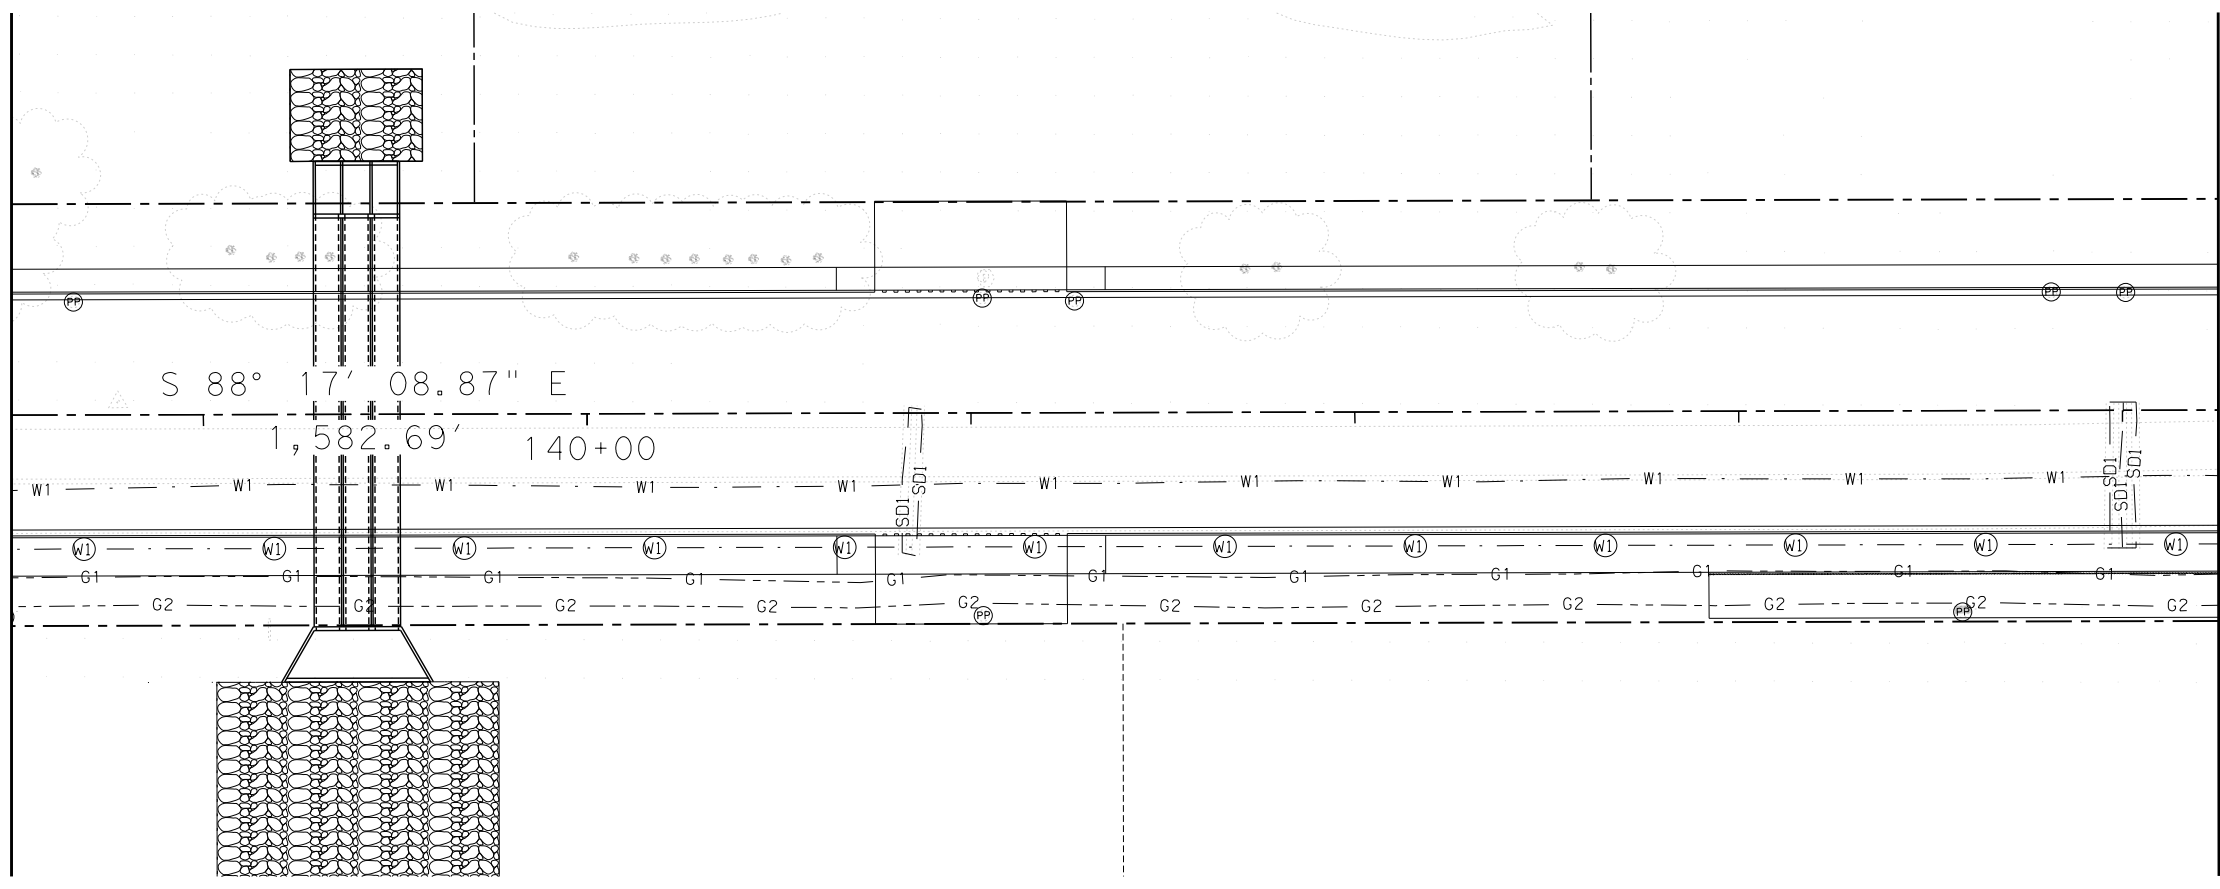 PP PP PP PP PP
S 88° 17' 08.87" E
1,582.69'
140+00
SD1 SD1 SD1 SD1 SD1
W1 W1 W1 W1 W1 W1 W1 W1 W1 W1 W1
W1 W1 W1 W1 W1 W1 W1 W1 W1 W1 W1 W1
G1 G1 G1 G1 G1 G1 G1 G1 G1 G1 G1
G2 G2 G2 G2 G2 G2 G2 G2 G2 G2 G2
PP PP